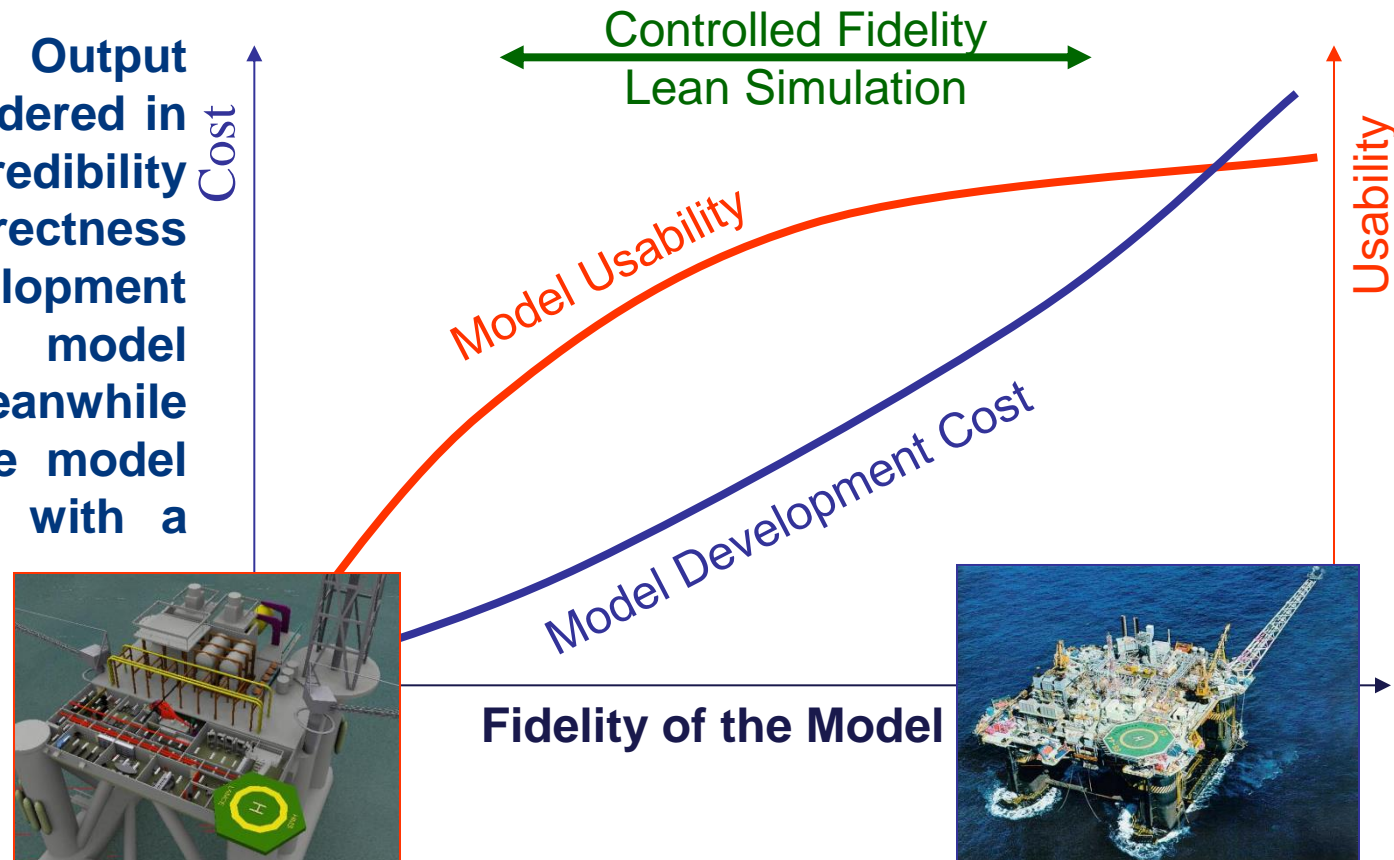 Output
dered in
redibility
rrectness
lopment
model
eanwhile
e model
with a
Cost
Controlled Fidelity
Lean Simulation
Usability
Model Usability
Model Development Cost
Fidelity of the Model
H
H